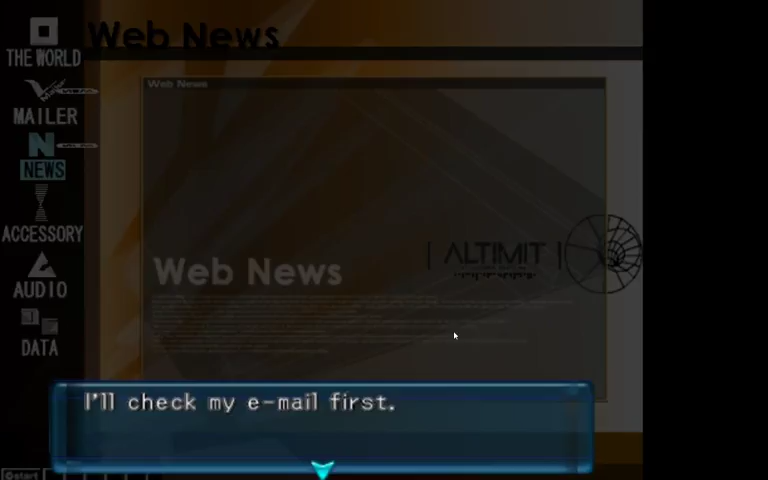 Web News
THE WORLD
MAILER
NEWS
ACCESSORY
AUDIO
DATA
Web News
ALTIMIT
Web News
I'll check my e-mail first.
start